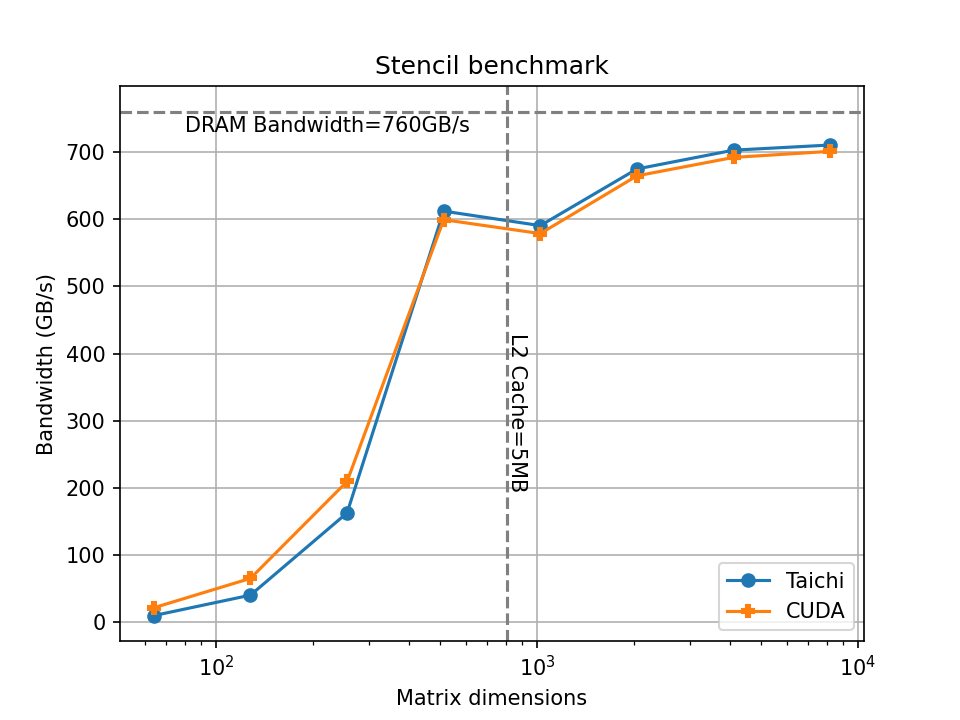 Stencil benchmark
DRAM Bandwidth=760GB/s
700
600
500
400
300
200
100
0
Bandwidth (GB/s)
L2 Cache=5MB
Taichi
CUDA
10²
10³
10⁴
Matrix dimensions